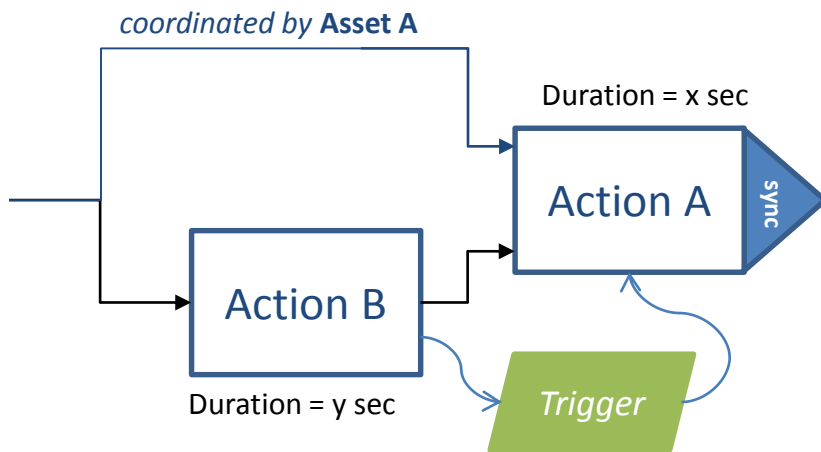 coordinated by Asset A
Duration = x sec
Action A
sync
Action B
Duration = y sec
Trigger